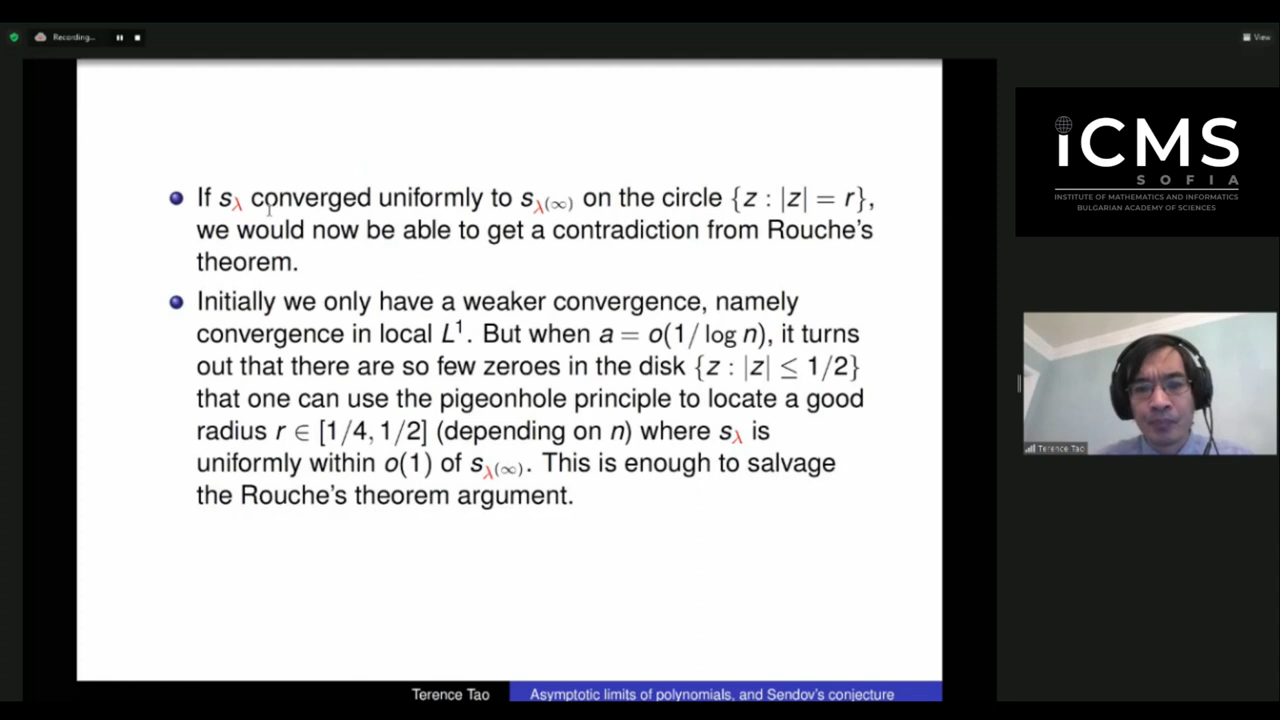 Recording...
View
If s_λ converged uniformly to s_λ(∞) on the circle {z : |z| = r},
we would now be able to get a contradiction from Rouche's
theorem.
Initially we only have a weaker convergence, namely
convergence in local L¹. But when a = o(1/ log n), it turns
out that there are so few zeroes in the disk {z : |z| ≤ 1/2}
that one can use the pigeonhole principle to locate a good
radius r ∈ [1/4, 1/2] (depending on n) where s_λ is
uniformly within o(1) of s_λ(∞). This is enough to salvage
the Rouche's theorem argument.
Terence Tao
Asymptotic limits of polynomials, and Sendov's conjecture
iCMS
SOFIA
INSTITUTE OF MATHEMATICS AND INFORMATICS
BULGARIAN ACADEMY OF SCIENCES
Terence Tao